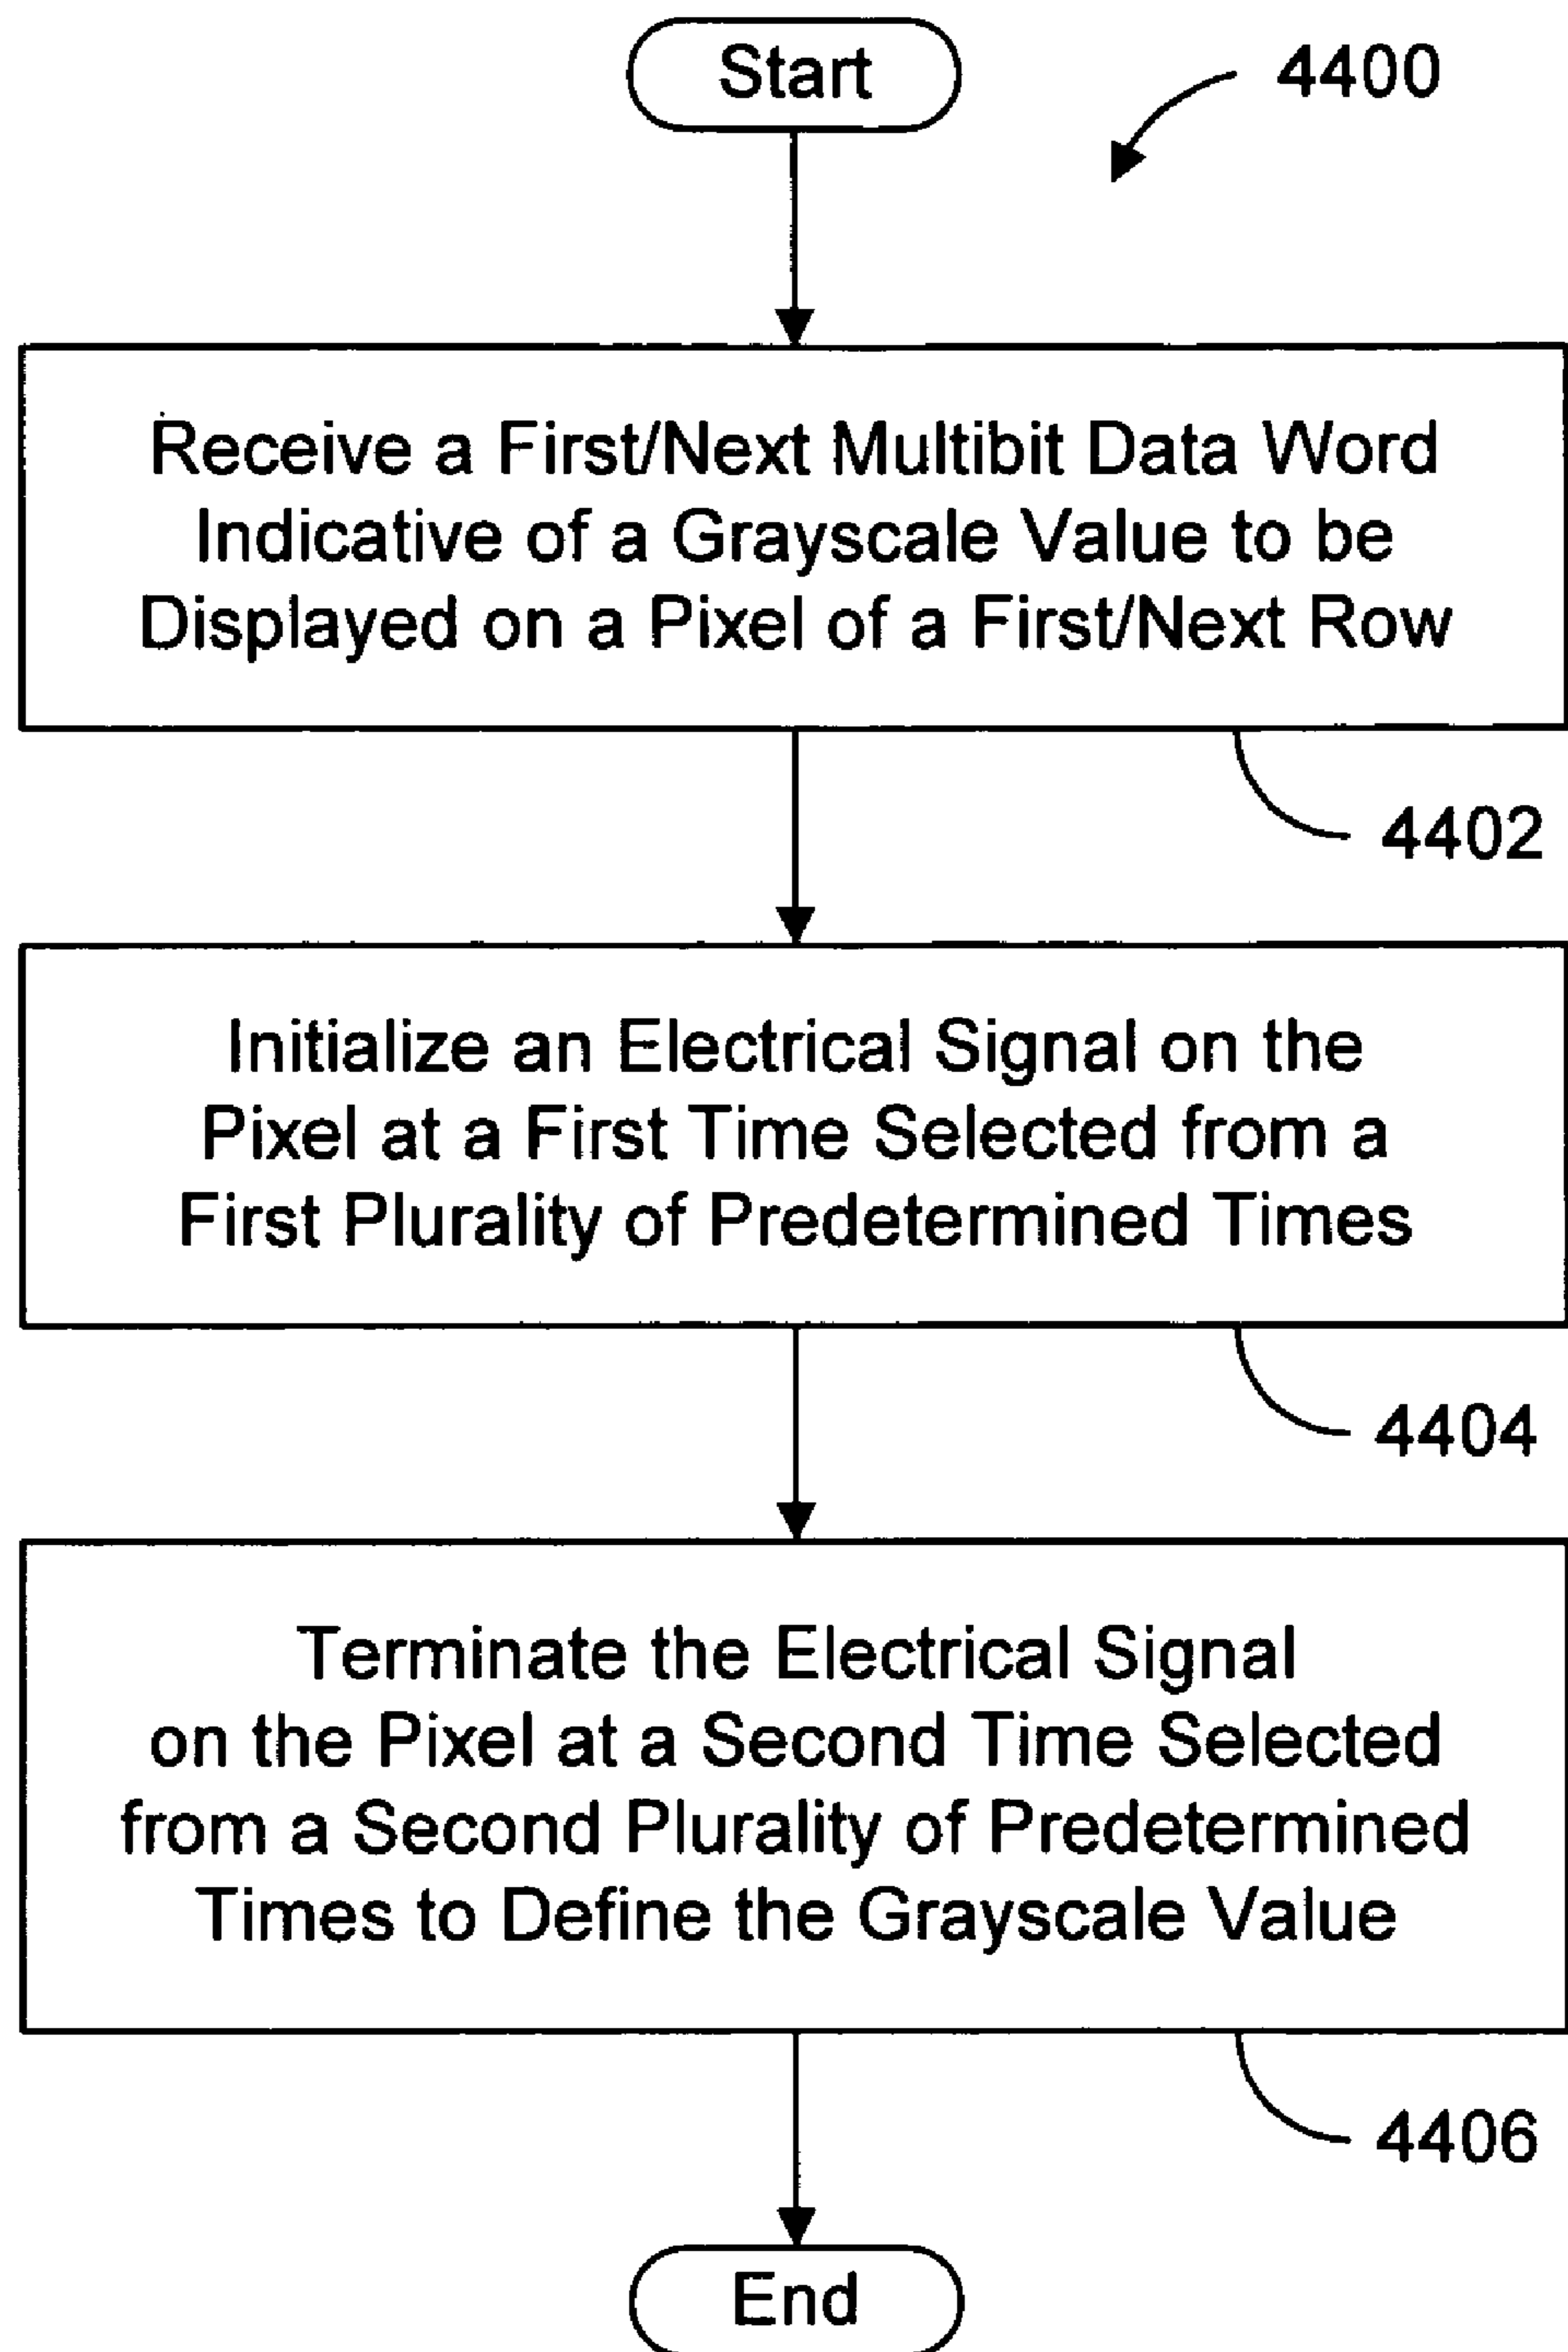 Start
4400
Receive a First/Next Multibit Data Word
Indicative of a Grayscale Value to be
Displayed on a Pixel of a First/Next Row
4402
Initialize an Electrical Signal on the
Pixel at a First Time Selected from a
First Plurality of Predetermined Times
4404
Terminate the Electrical Signal
on the Pixel at a Second Time Selected
from a Second Plurality of Predetermined
Times to Define the Grayscale Value
4406
End